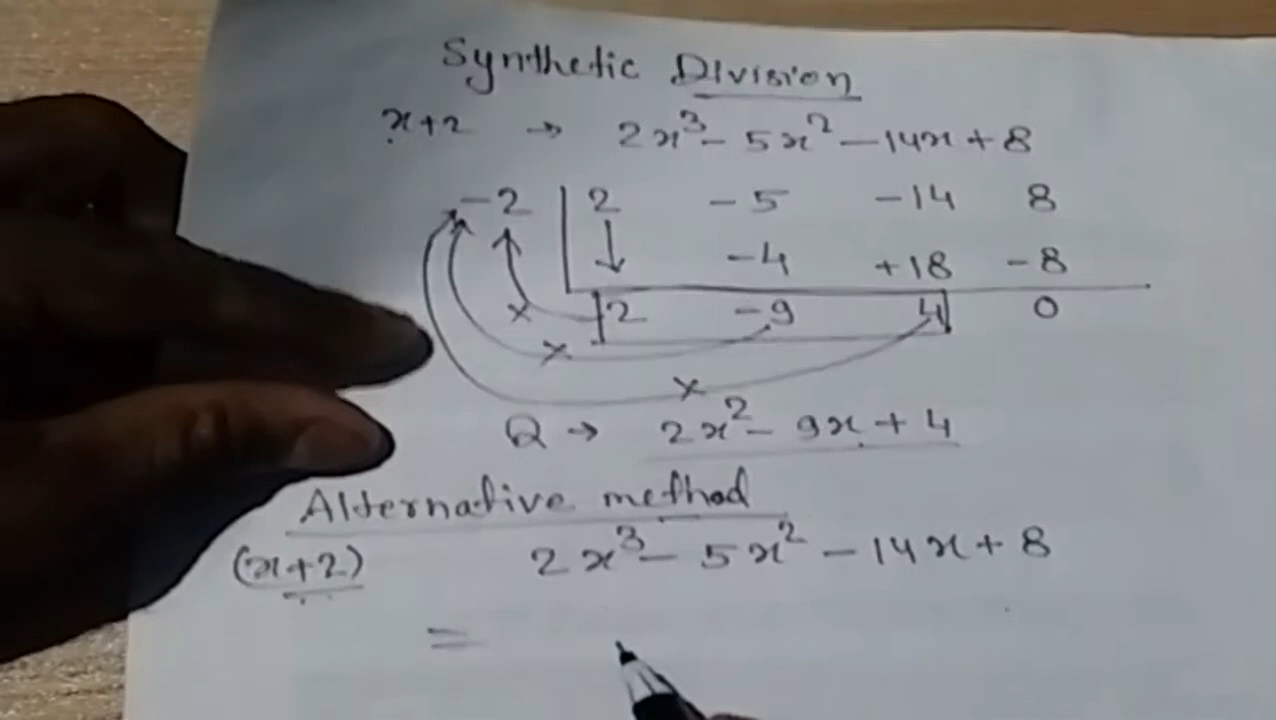 Synthetic Division
x+2 → 2x³ - 5x² - 14x + 8
-2 | 2 -5 -14 8
↓ -4 +18 -8
2 -9 4 0
× × ×
Q → 2x² - 9x + 4
Alternative method
(x+2) 2x³ - 5x² - 14x + 8
=